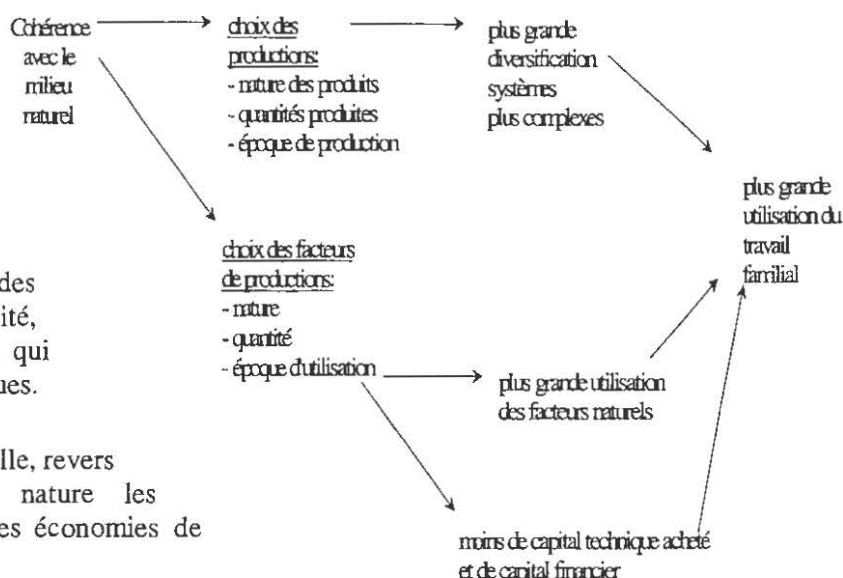 Cohérence
avec le
milieu
naturel
choix des
productions:
- nature des produits
- quantités produites
- époque de production
plus grande
diversification
systèmes
plus complexes
plus grande
utilisation du
travail
familial
choix des facteurs
de productions:
- nature
- quantité
- époque d'utilisation
plus grande utilisation
des facteurs naturels
moins de capital technique acheté
et de capital financier
des
ité,
qui
ues.
lle, revers
nature les
es économies de